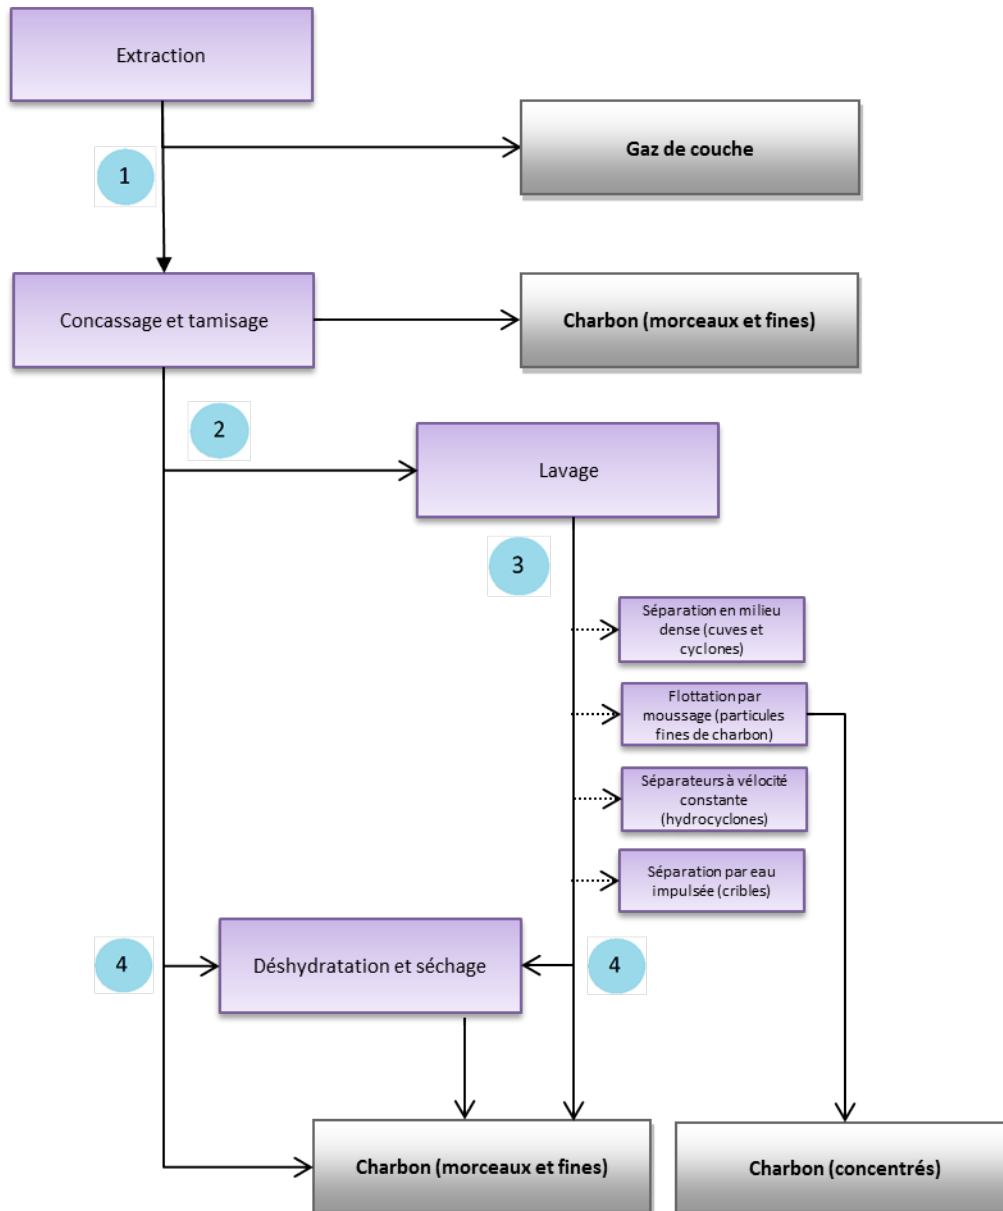 Extraction
Gaz de couche
1
Concassage et tamisage
Charbon (morceaux et fines)
2
Lavage
3
Séparation en milieu
dense (cuves et
cyclones)
Flottation par
moussage (particules
fines de charbon)
Séparateurs à vélocité
constante
(hydrocyclones)
Séparation par eau
impulsée (cribles)
4
Déshydratation et séchage
4
Charbon (morceaux et fines)
Charbon (concentrés)